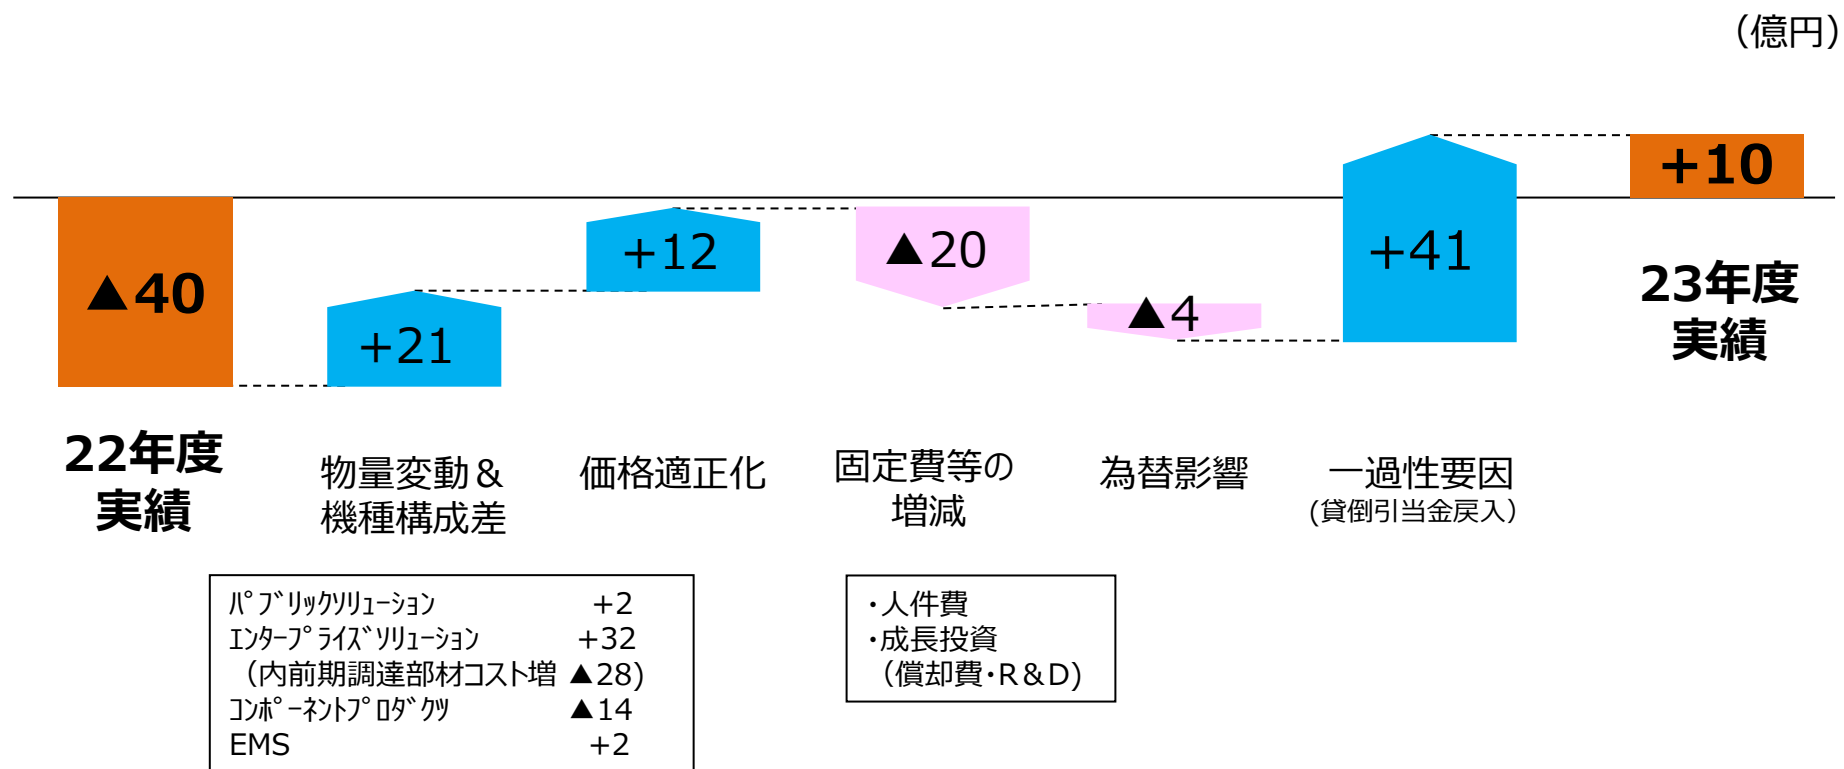 （億円）
▲40
+21
+12
▲20
▲4
+41
+10
22年度
実績
物量変動＆
機種構成差
価格適正化
固定費等の
増減
為替影響
一過性要因
(貸倒引当金戻入）
23年度
実績
ﾊﾟﾌﾞﾘｯｸｿﾘｭｰｼｮﾝ +2
ｴﾝﾀｰﾌﾟﾗｲｽﾞｿﾘｭｰｼｮﾝ +32
（内前期調達部材ｺｽﾄ増 ▲28)
ｺﾝﾎﾟｰﾈﾝﾄﾌﾟﾛﾀﾞｸﾂ ▲14
EMS +2
・人件費
・成長投資
（償却費・R＆D)